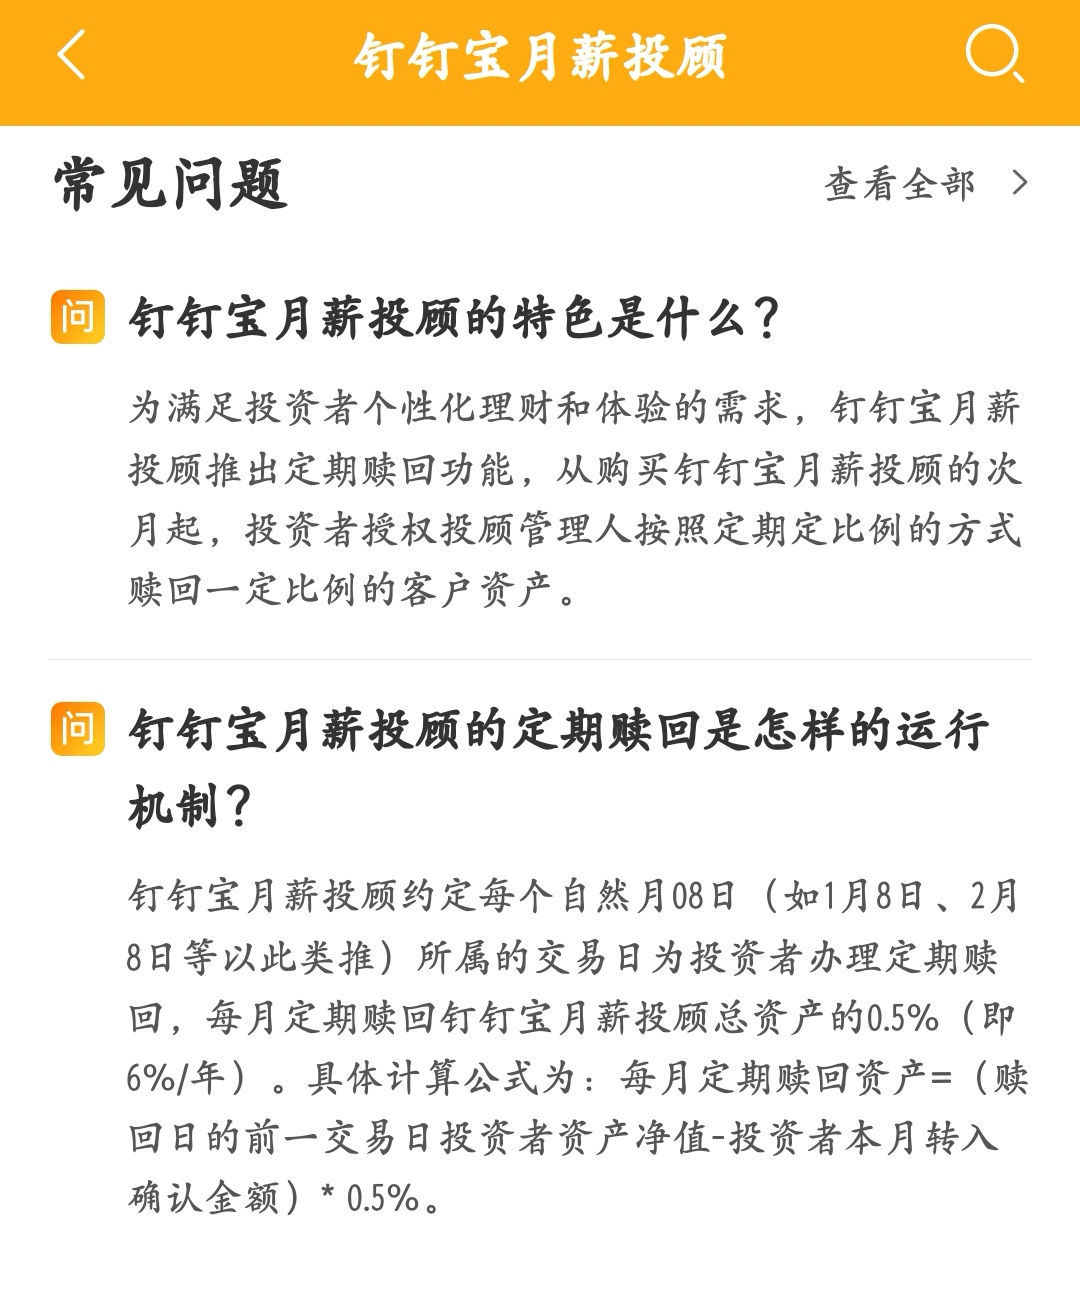 钉钉宝月薪投顾
常见问题
查看全部
问 钉钉宝月薪投顾的特色是什么？
为满足投资者个性化理财和体验的需求，钉钉宝月薪
投顾推出定期赎回功能，从购买钉钉宝月薪投顾的次
月起，投资者授权投顾管理人按照定期定比例的方式
赎回一定比例的客户资产。
问 钉钉宝月薪投顾的定期赎回是怎样的运行
机制？
钉钉宝月薪投顾约定每个自然月08日（如1月8日、2月
8日等以此类推）所属的交易日为投资者办理定期赎
回，每月定期赎回钉钉宝月薪投顾总资产的0.5%（即
6%/年）。具体计算公式为：每月定期赎回资产=（赎
回日的前一交易日投资者资产净值-投资者本月转入
确认金额）* 0.5%。